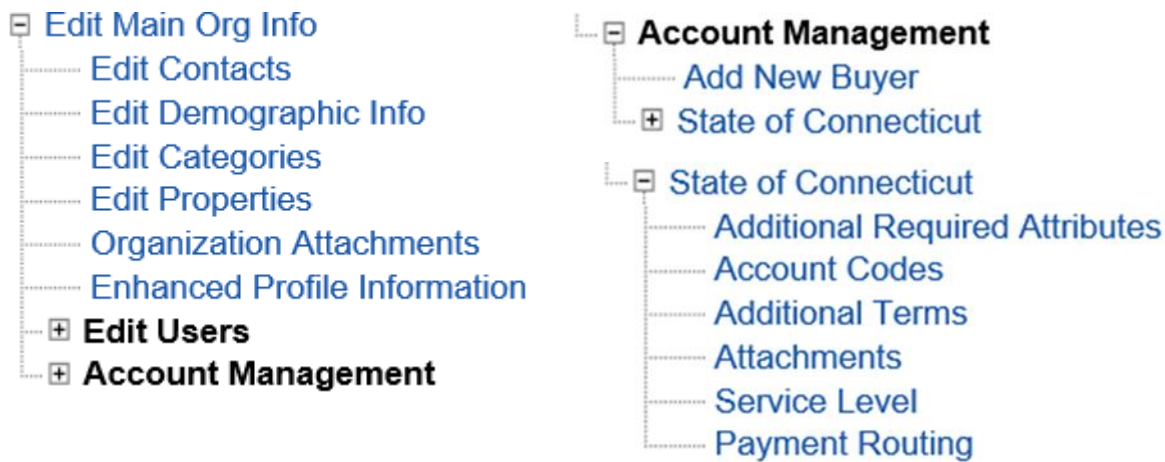 Edit Main Org Info
Edit Contacts
Edit Demographic Info
Edit Categories
Edit Properties
Organization Attachments
Enhanced Profile Information
Edit Users
Account Management
Account Management
Add New Buyer
State of Connecticut
State of Connecticut
Additional Required Attributes
Account Codes
Additional Terms
Attachments
Service Level
Payment Routing